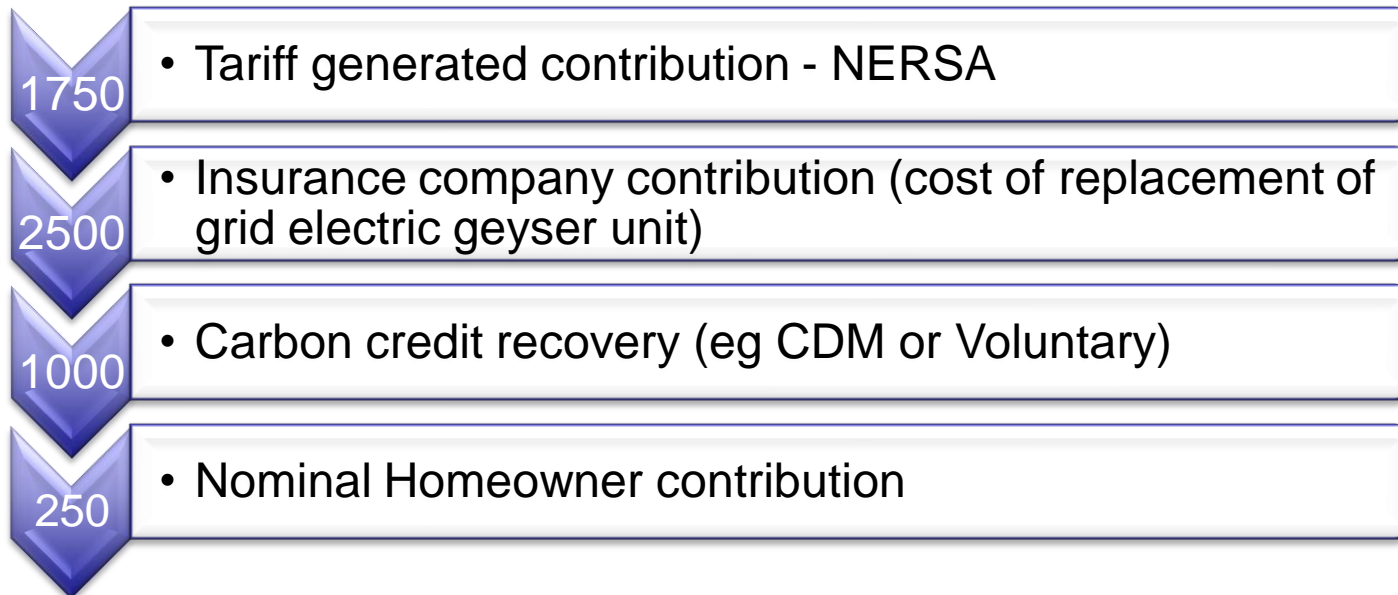 1750
• Tariff generated contribution - NERSA
2500
• Insurance company contribution (cost of replacement of
grid electric geyser unit)
1000
• Carbon credit recovery (eg CDM or Voluntary)
250
• Nominal Homeowner contribution